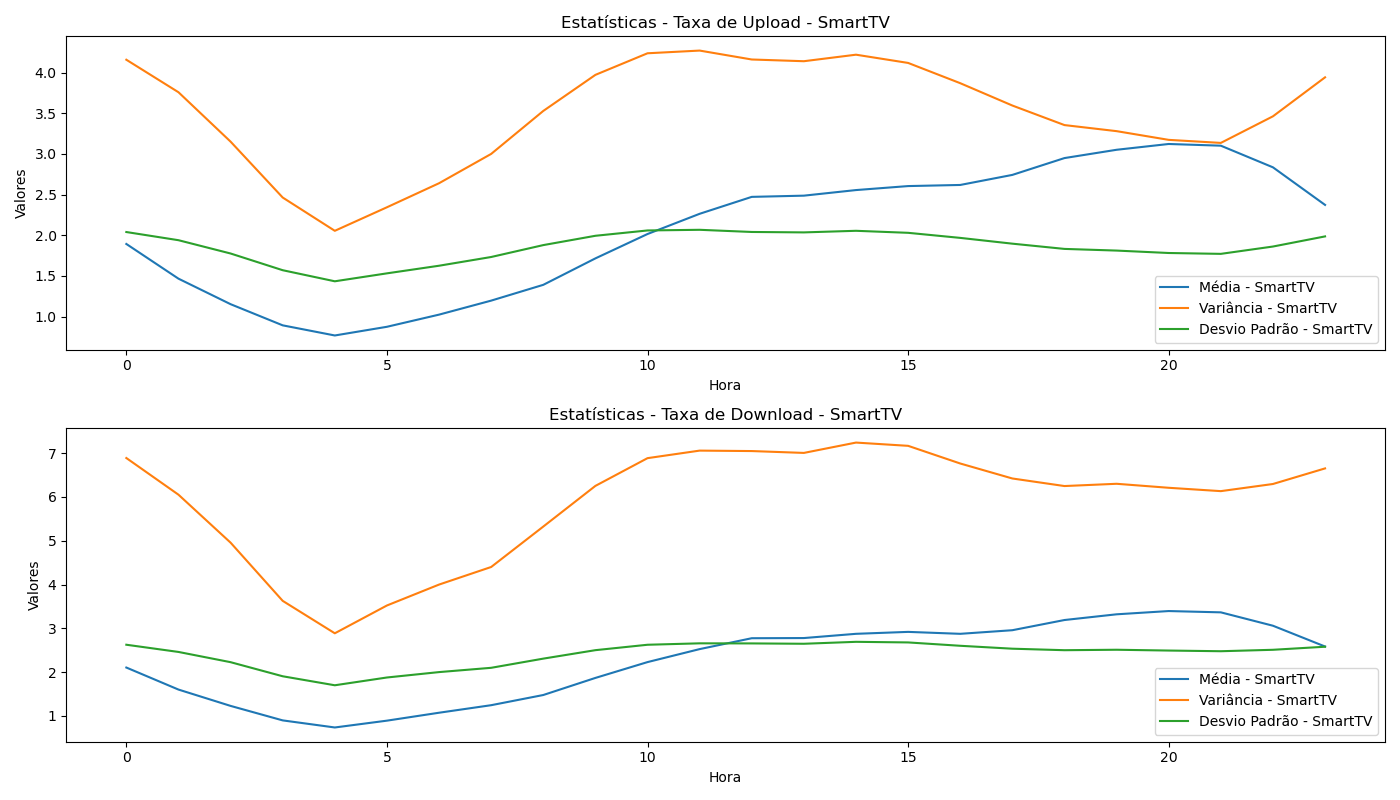 Estatísticas - Taxa de Upload - SmartTV
4.0
3.5
3.0
2.5
2.0
1.5
1.0
Valores
0 5 10 15 20
Hora
Média - SmartTV
Variância - SmartTV
Desvio Padrão - SmartTV
Estatísticas - Taxa de Download - SmartTV
7
6
5
4
3
2
1
Valores
0 5 10 15 20
Hora
Média - SmartTV
Variância - SmartTV
Desvio Padrão - SmartTV